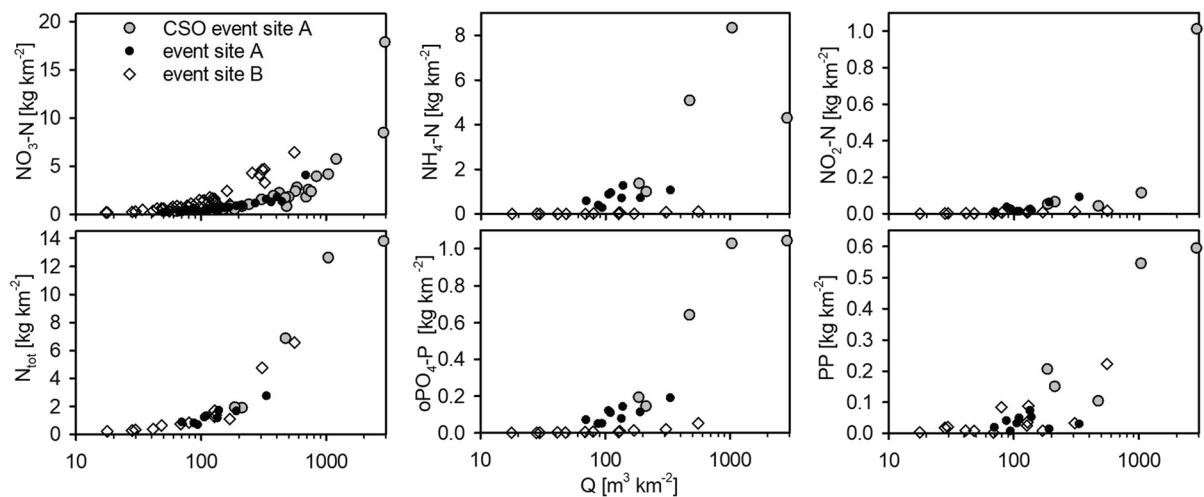 NO3-N [kg km-2]
20
15
10
5
0
CSO event site A
event site A
event site B
NH4-N [kg km-2]
8
6
4
2
0
NO2-N [kg km-2]
1.0
0.8
0.6
0.4
0.2
0.0
Ntot [kg km-2]
14
12
10
8
6
4
2
0
10 100 1000
oPO4-P [kg km-2]
1.0
0.8
0.6
0.4
0.2
0.0
10 100 1000
Q [m3 km-2]
PP [kg km-2]
0.6
0.5
0.4
0.3
0.2
0.1
0.0
10 100 1000